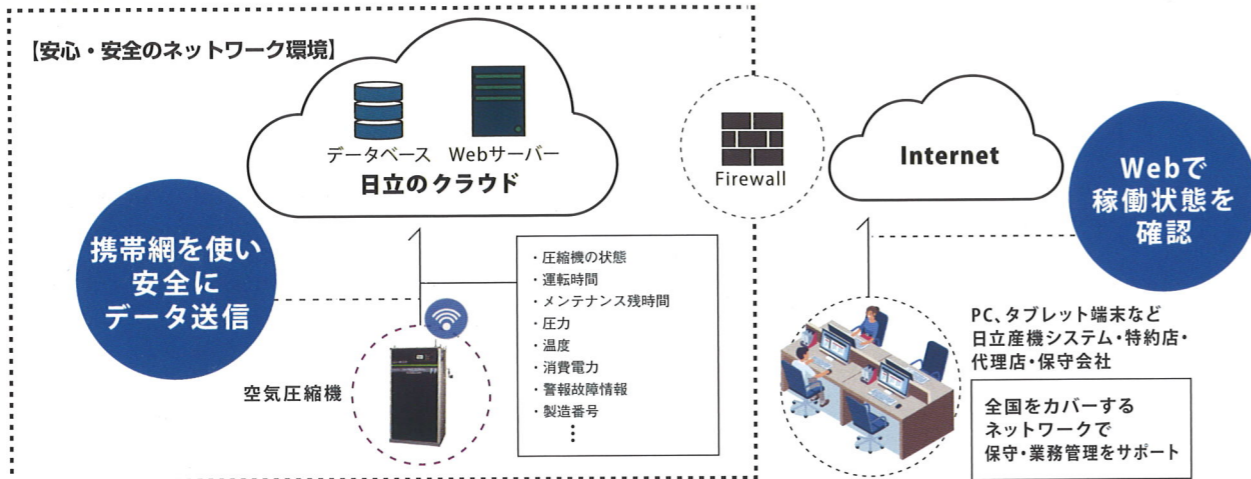 【安心・安全のネットワーク環境】
データベース
Webサーバー
日立のクラウド
Firewall
Internet
Webで
稼働状態を
確認
携帯網を使い
安全に
データ送信
・圧縮機の状態
・運転時間
・メンテナンス残時間
・圧力
・温度
・消費電力
・警報故障情報
・製造番号
⋮
空気圧縮機
PC、タブレット端末など
日立産機システム・特約店・
代理店・保守会社
全国をカバーする
ネットワークで
保守・業務管理をサポート